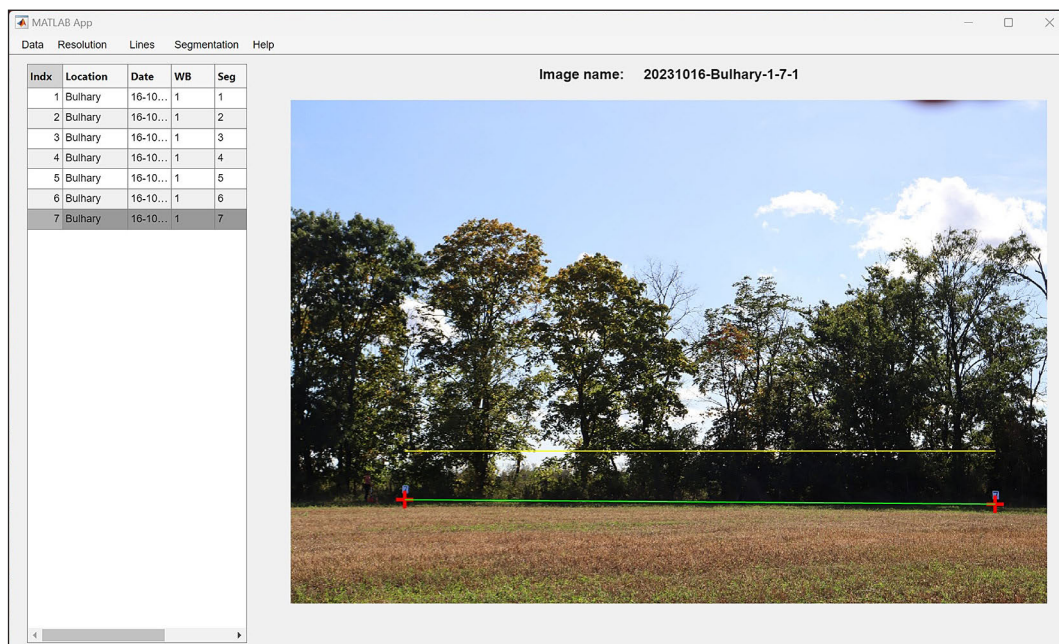 MATLAB App
Data Resolution Lines Segmentation Help
Image name: 20231016-Bulhary-1-7-1
Indx Location Date WB Seg
1 Bulhary 16-10... 1 1
2 Bulhary 16-10... 1 2
3 Bulhary 16-10... 1 3
4 Bulhary 16-10... 1 4
5 Bulhary 16-10... 1 5
6 Bulhary 16-10... 1 6
7 Bulhary 16-10... 1 7